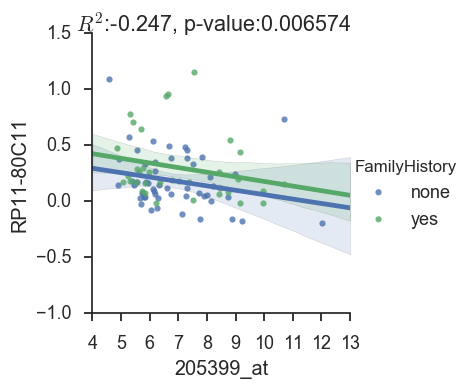 R²:-0.247, p-value:0.006574
1.5
1.0
0.5
0.0
−0.5
−1.0
RP11-80C11
4 5 6 7 8 9 10 11 12 13
205399_at
FamilyHistory
none
yes